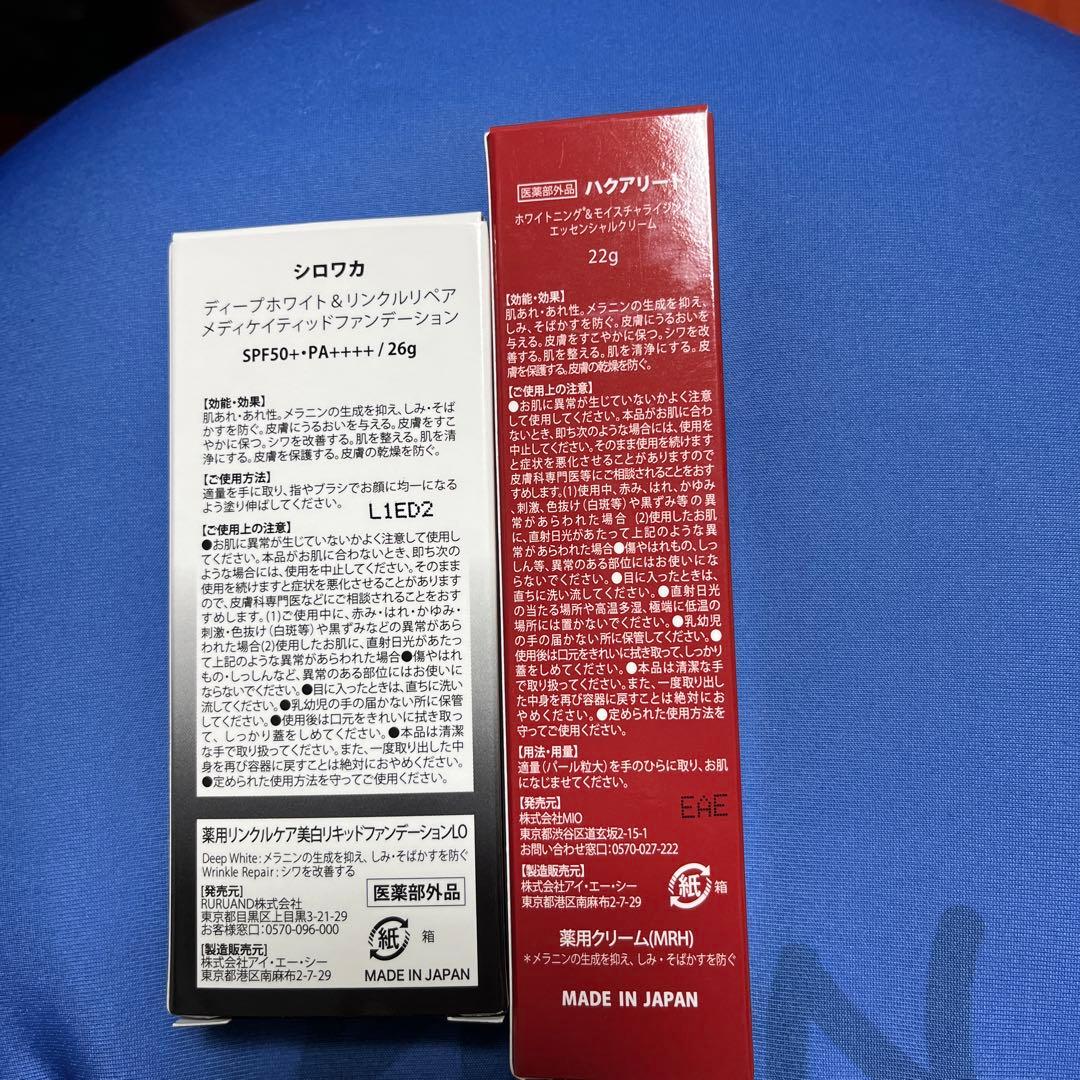 シロワカ
ディープホワイト&リンクルリペア
メディケイティッドファンデーション
SPF50+・PA++++ / 26g
【効能・効果】
肌あれ・あれ性。メラニンの生成を抑え、しみ・そば
かすを防ぐ。皮膚にうるおいを与える。皮膚をすこ
やかに保つ。シワを改善する。肌を整える。肌を清
浄にする。皮膚を保護する。皮膚の乾燥を防ぐ。
【ご使用方法】
適量を手に取り、指やブラシでお顔に均一になる
よう塗り伸ばしてください。
L1ED2
【ご使用上の注意】
●お肌に異常が生じていないかよく注意して使用し
てください。本品がお肌に合わないとき、即ち次の
ような場合には、使用を中止してください。そのまま
使用を続けますと症状を悪化させることがあります
ので、皮膚科専門医などにご相談されることをおす
すめします。(1)ご使用中に、赤み・はれ・かゆみ・
刺激・色抜け(白斑等)や黒ずみなどの異常があら
われた場合(2)使用したお肌に、直射日光があたっ
て上記のような異常があらわれた場合●傷やはれ
もの・しっしんなど、異常のある部位にはお使いに
ならないでください。●目に入ったときは、直ちに洗い
流してください。●乳幼児の手の届かない所に保管
してください。●使用後は口元をきれいに拭き取っ
て、しっかり蓋をしめてください。●本品は清潔
な手で取り扱ってください。また、一度取り出した中
身を再び容器に戻すことは絶対におやめください。
●定められた使用方法を守ってご使用ください。
薬用リンクルケア美白リキッドファンデーションLO
Deep White:メラニンの生成を抑え、しみ・そばかすを防ぐ
Wrinkle Repair:シワを改善する
【発売元】
RURUAND株式会社
東京都目黒区上目黒3-21-29
お客様窓口:0570-096-000
【製造販売元】
株式会社アイ・エー・シー
東京都港区南麻布2-7-29
医薬部外品
紙 箱
MADE IN JAPAN
医薬部外品 ハクアリート
ホワイトニング*&モイスチャライジング
エッセンシャルクリーム
22g
【効能・効果】
肌あれ・あれ性。メラニンの生成を抑え、
しみ、そばかすを防ぐ。皮膚にうるおいを
与える。皮膚をすこやかに保つ。シワを改
善する。肌を整える。肌を清浄にする。皮
膚を保護する。皮膚の乾燥を防ぐ。
【ご使用上の注意】
●お肌に異常が生じていないかよく注意
して使用してください。本品がお肌に合わ
ないとき、即ち次のような場合には、使用を
中止してください。そのまま使用を続けます
と症状を悪化させることがありますので
皮膚科専門医等にご相談されることをおす
すめします。(1)使用中、赤み、はれ、かゆみ
、刺激、色抜け(白斑等)や黒ずみ等の異
常があらわれた場合 (2)使用したお肌
に、直射日光があたって上記のような異
常があらわれた場合●傷やはれもの、しっ
しん等、異常のある部位にはお使いにな
らないでください。●目に入ったときは、
直ちに洗い流してください。●直射日光
の当たる場所や高温多湿、極端に低温の
場所には置かないでください。●乳幼児
の手の届かない所に保管してください。●
使用後は口元をきれいに拭き取って、しっかり
蓋をしめてください。●本品は清潔な手
で取り扱ってください。また、一度取り出し
た中身を再び容器に戻すことは絶対にお
やめください。●定められた使用方法を
守ってご使用ください。
【用法・用量】
適量(パール粒大)を手のひらに取り、お肌
になじませてください。
EAE
【発売元】
株式会社MIO
東京都渋谷区道玄坂2-15-1
お問い合わせ窓口:0570-027-222
【製造販売元】
株式会社アイ・エー・シー
東京都港区南麻布2-7-29
紙 箱
薬用クリーム(MRH)
*メラニンの生成を抑え、しみ・そばかすを防ぐ
MADE IN JAPAN